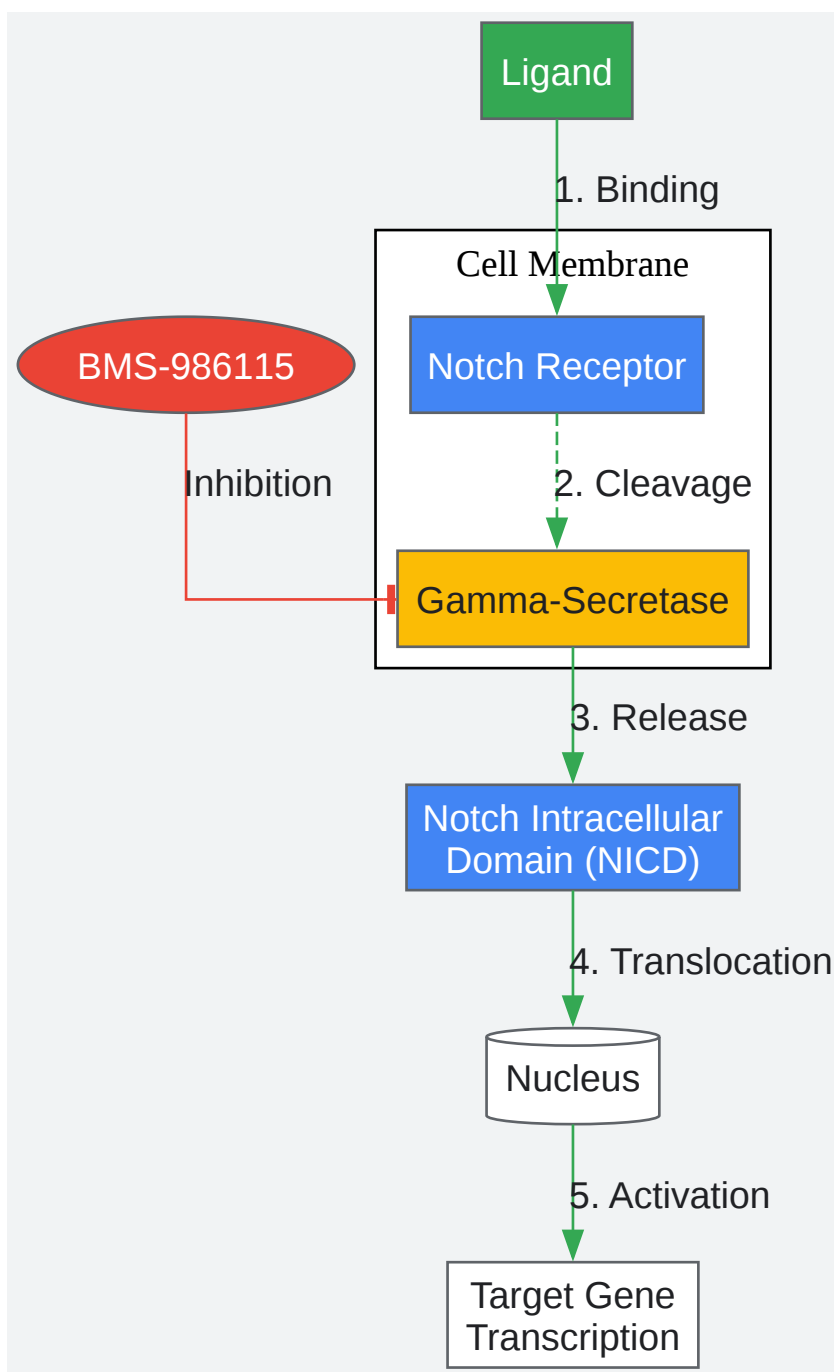 Ligand
1. Binding
Cell Membrane
BMS-986115
Notch Receptor
Inhibition
2. Cleavage
Gamma-Secretase
3. Release
Notch Intracellular
Domain (NICD)
4. Translocation
Nucleus
5. Activation
Target Gene
Transcription